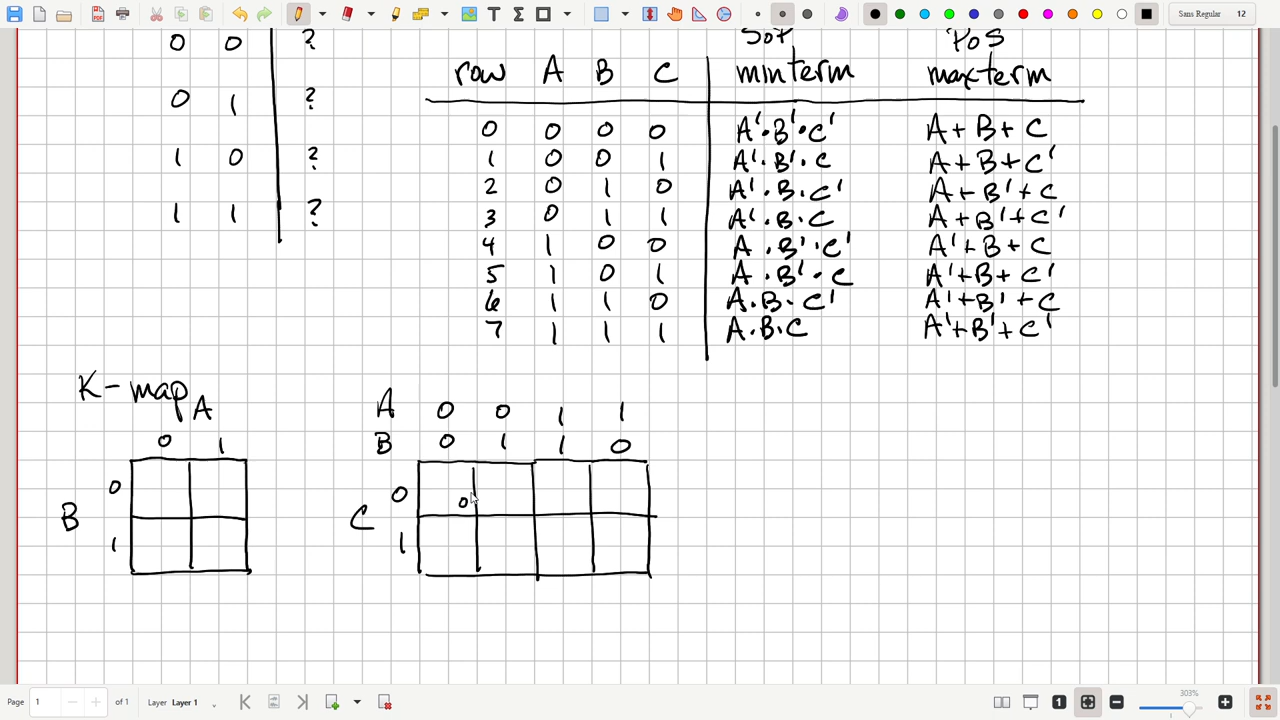 Sans Regular 12
0 0 ?
0 1 ?
1 0 ?
1 1 ?
SoP PoS
row A B C minterm maxterm
0 0 0 0 A'·B'·C' A+B+C
1 0 0 1 A'·B'·C A+B+C'
2 0 1 0 A'·B·C' A+B'+C
3 0 1 1 A'·B·C A+B'+C'
4 1 0 0 A·B'·C' A'+B+C
5 1 0 1 A·B'·C A'+B+C'
6 1 1 0 A·B·C' A'+B'+C
7 1 1 1 A·B·C A'+B'+C'
K-map
A
0 1
B
0
1
A 0 0 1 1
B 0 1 1 0
C
0 0
1
Page 1 of 1 Layer Layer 1 303%